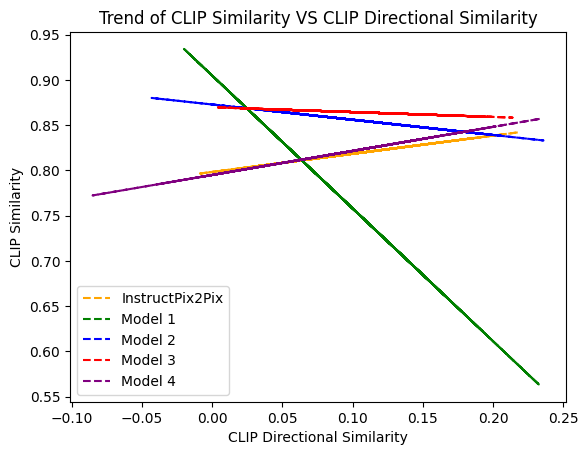 Trend of CLIP Similarity VS CLIP Directional Similarity
CLIP Similarity
0.95
0.90
0.85
0.80
0.75
0.70
0.65
0.60
0.55
InstructPix2Pix
Model 1
Model 2
Model 3
Model 4
−0.10 −0.05 0.00 0.05 0.10 0.15 0.20 0.25
CLIP Directional Similarity